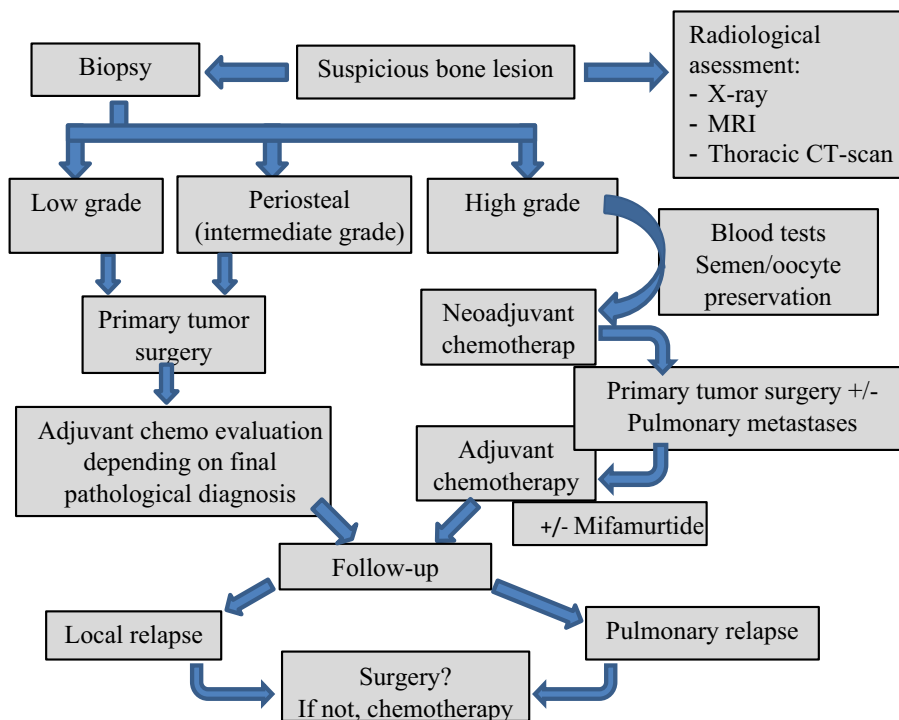 Biopsy
Suspicious bone lesion
Radiological
asessment:
- X-ray
- MRI
- Thoracic CT-scan
Low grade
Periosteal
(intermediate grade)
High grade
Blood tests
Semen/oocyte
preservation
Primary tumor
surgery
Neoadjuvant
chemotherap
Primary tumor surgery +/-
Pulmonary metastases
Adjuvant chemo evaluation
depending on final
pathological diagnosis
Adjuvant
chemotherapy
+/- Mifamurtide
Follow-up
Local relapse
Pulmonary relapse
Surgery?
If not, chemotherapy